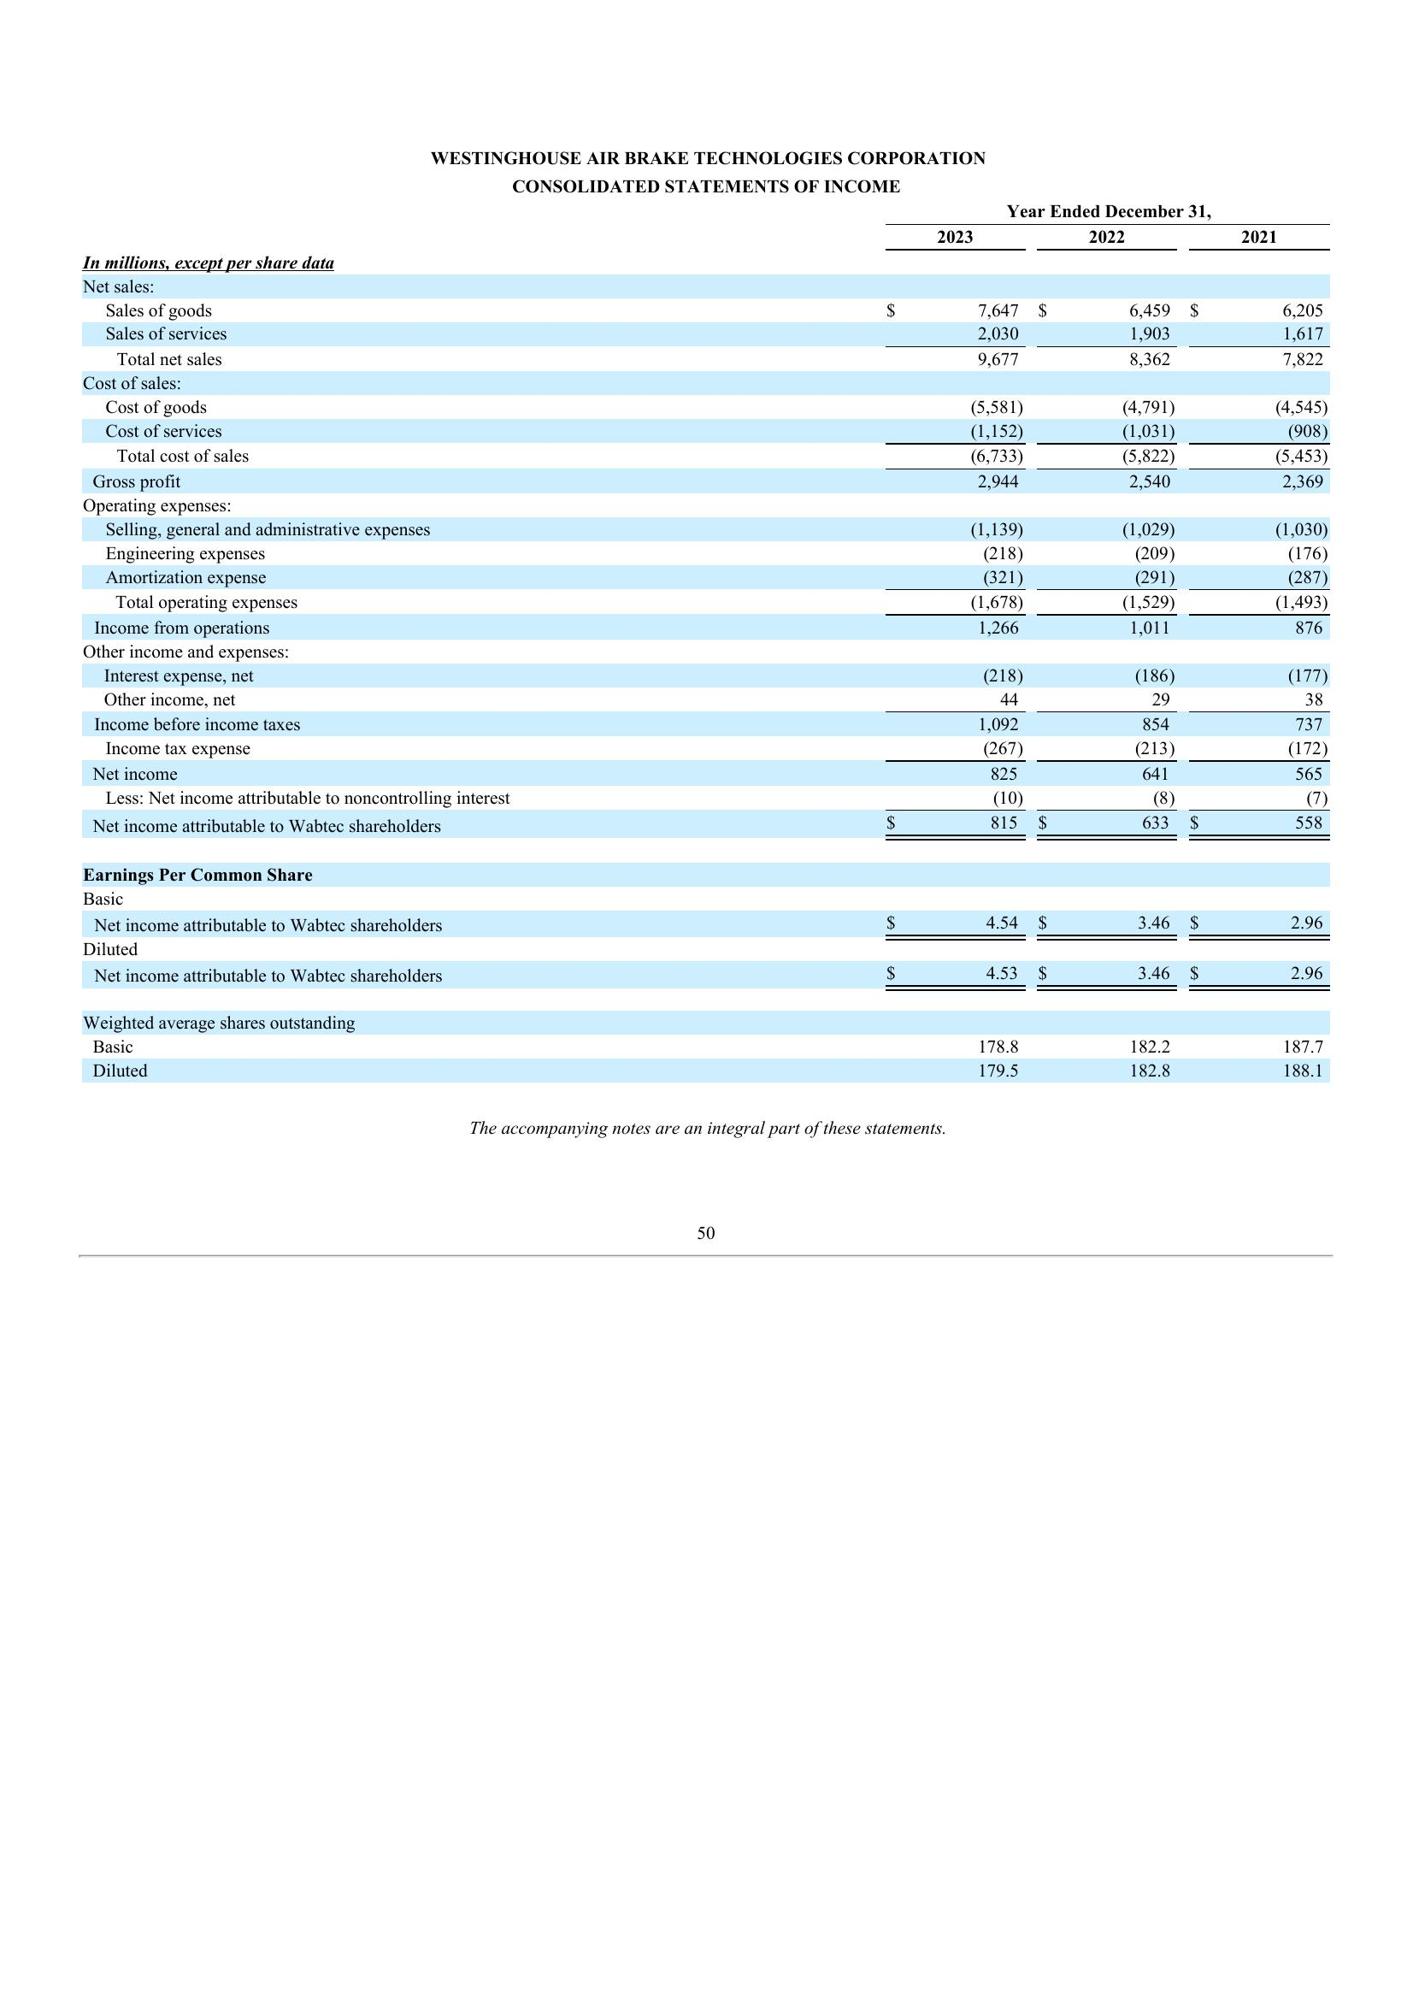 WESTINGHOUSE AIR BRAKE TECHNOLOGIES CORPORATION
CONSOLIDATED STATEMENTS OF INCOME
Year Ended December 31,
2023 2022 2021
In millions, except per share data
Net sales:
Sales of goods $ 7,647 $ 6,459 $ 6,205
Sales of services 2,030 1,903 1,617
Total net sales 9,677 8,362 7,822
Cost of sales:
Cost of goods (5,581) (4,791) (4,545)
Cost of services (1,152) (1,031) (908)
Total cost of sales (6,733) (5,822) (5,453)
Gross profit 2,944 2,540 2,369
Operating expenses:
Selling, general and administrative expenses (1,139) (1,029) (1,030)
Engineering expenses (218) (209) (176)
Amortization expense (321) (291) (287)
Total operating expenses (1,678) (1,529) (1,493)
Income from operations 1,266 1,011 876
Other income and expenses:
Interest expense, net (218) (186) (177)
Other income, net 44 29 38
Income before income taxes 1,092 854 737
Income tax expense (267) (213) (172)
Net income 825 641 565
Less: Net income attributable to noncontrolling interest (10) (8) (7)
Net income attributable to Wabtec shareholders $ 815 $ 633 $ 558
Earnings Per Common Share
Basic
Net income attributable to Wabtec shareholders $ 4.54 $ 3.46 $ 2.96
Diluted
Net income attributable to Wabtec shareholders $ 4.53 $ 3.46 $ 2.96
Weighted average shares outstanding
Basic 178.8 182.2 187.7
Diluted 179.5 182.8 188.1
The accompanying notes are an integral part of these statements.
50